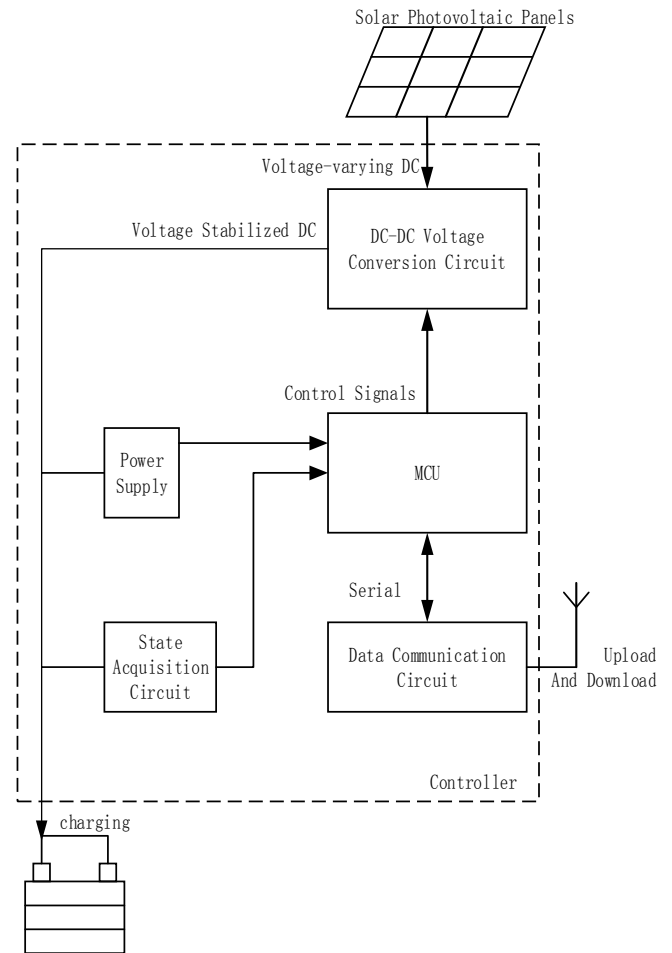 Solar Photovoltaic Panels
Voltage-varying DC
Voltage Stabilized DC
DC-DC Voltage
Conversion Circuit
Control Signals
Power
Supply
MCU
Serial
State
Acquisition
Circuit
Data Communication
Circuit
Upload
And Download
Controller
charging